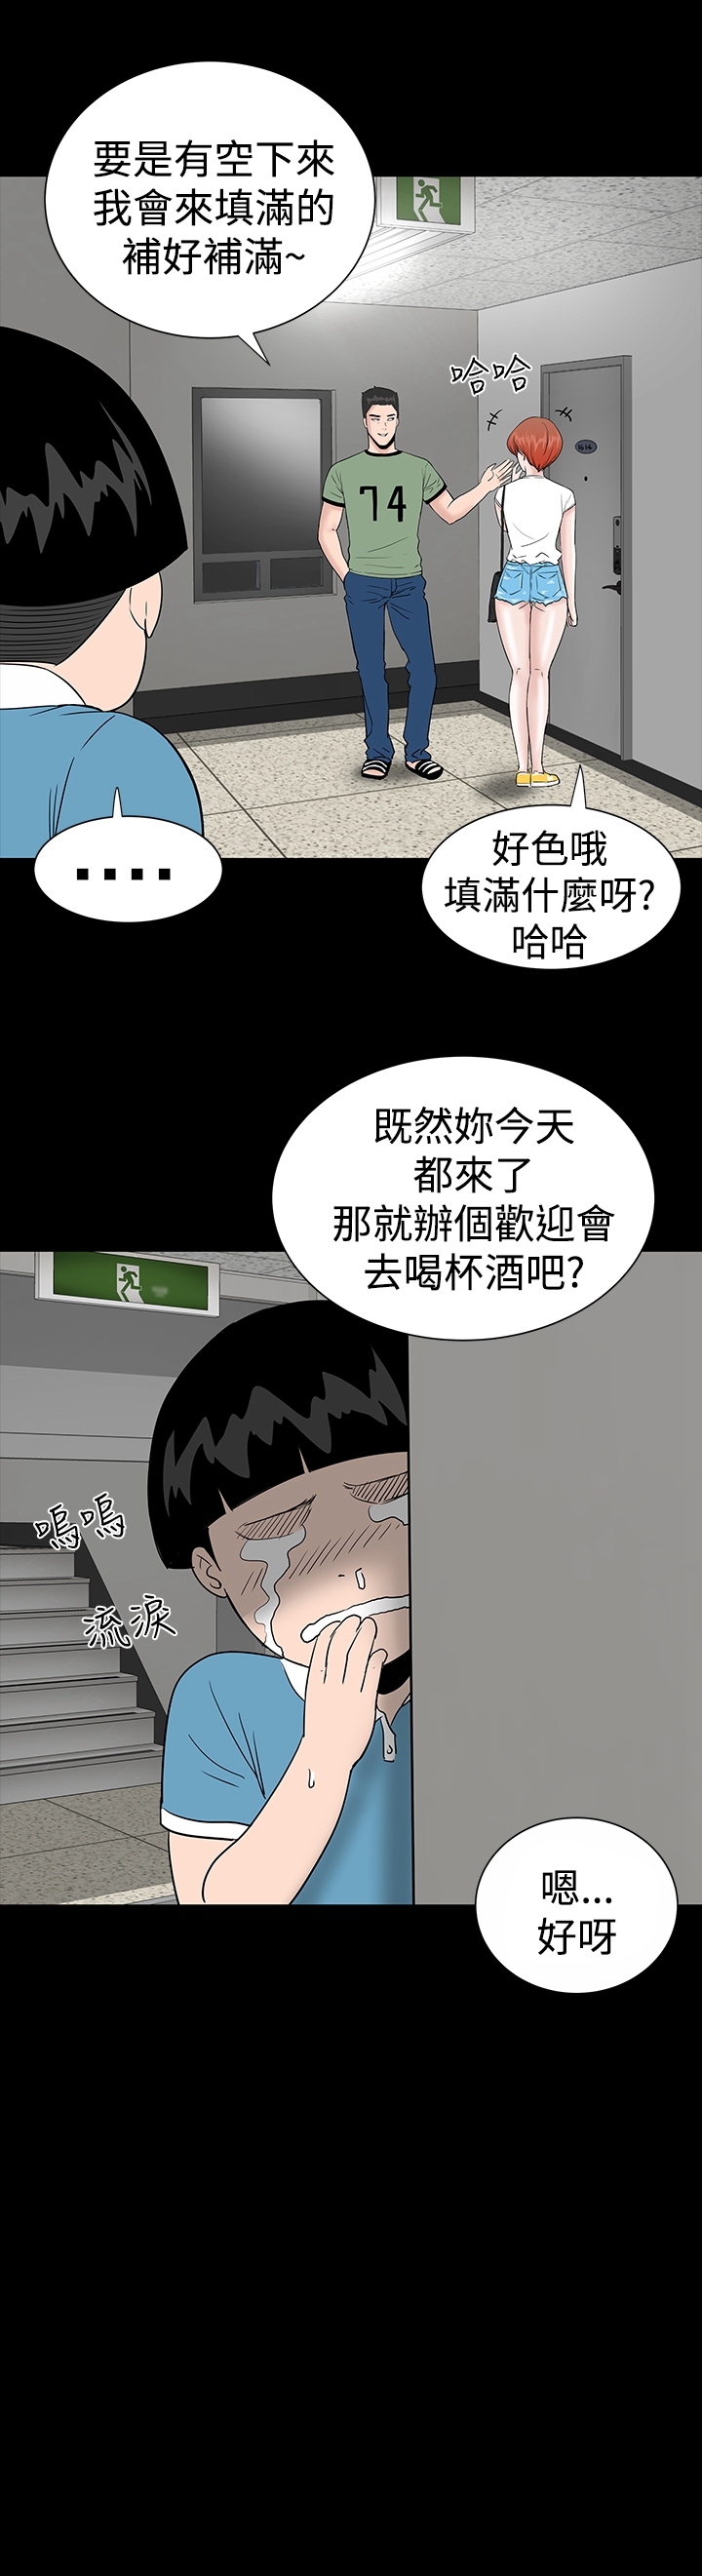 要是有空下來
我會來填滿的
補好補滿~
哈哈
74
1414
....
好色哦
填滿什麼呀?
哈哈
既然妳今天
都來了
那就辦個歡迎會
去喝杯酒吧?
嗚嗚
流淚
嗯...
好呀